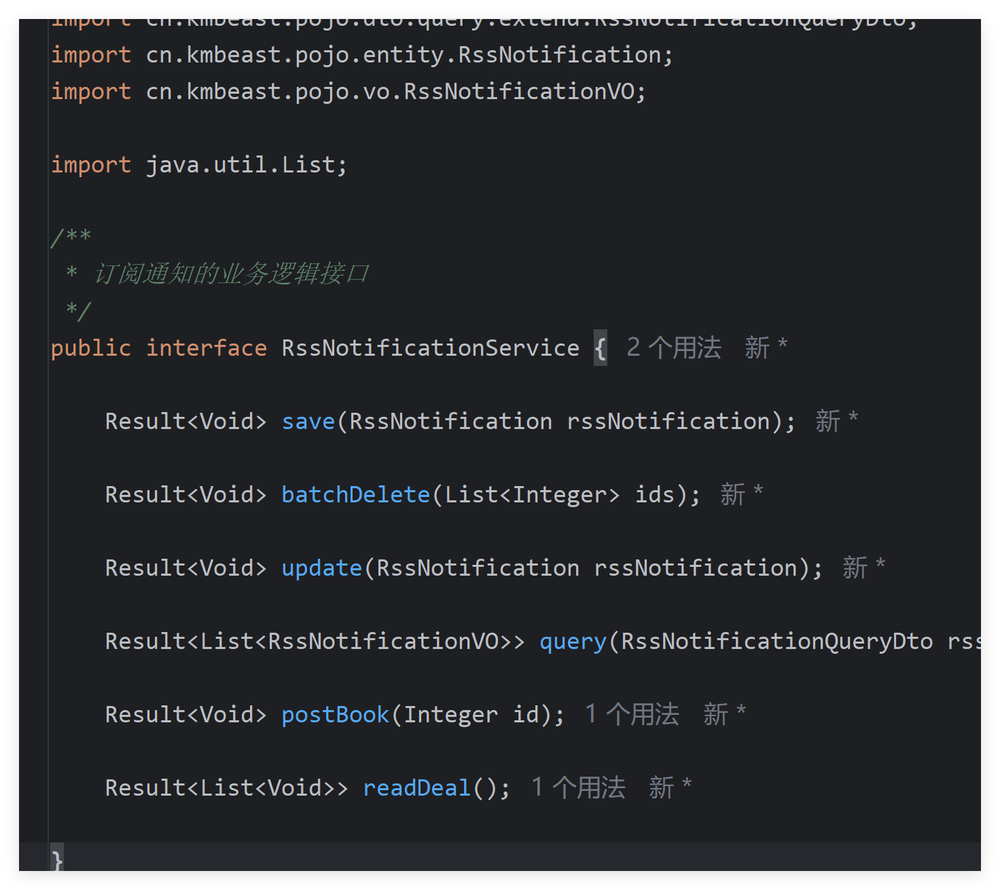 import cn.kmbeast.pojo.dto.query.extend.RssNotificationQueryDto;
import cn.kmbeast.pojo.entity.RssNotification;
import cn.kmbeast.pojo.vo.RssNotificationVO;
import java.util.List;
/**
* 订阅通知的业务逻辑接口
*/
public interface RssNotificationService { 2 个用法 新 *
Result<Void> save(RssNotification rssNotification); 新 *
Result<Void> batchDelete(List<Integer> ids); 新 *
Result<Void> update(RssNotification rssNotification); 新 *
Result<List<RssNotificationVO>> query(RssNotificationQueryDto rss
Result<Void> postBook(Integer id); 1 个用法 新 *
Result<List<Void>> readDeal(); 1 个用法 新 *
}